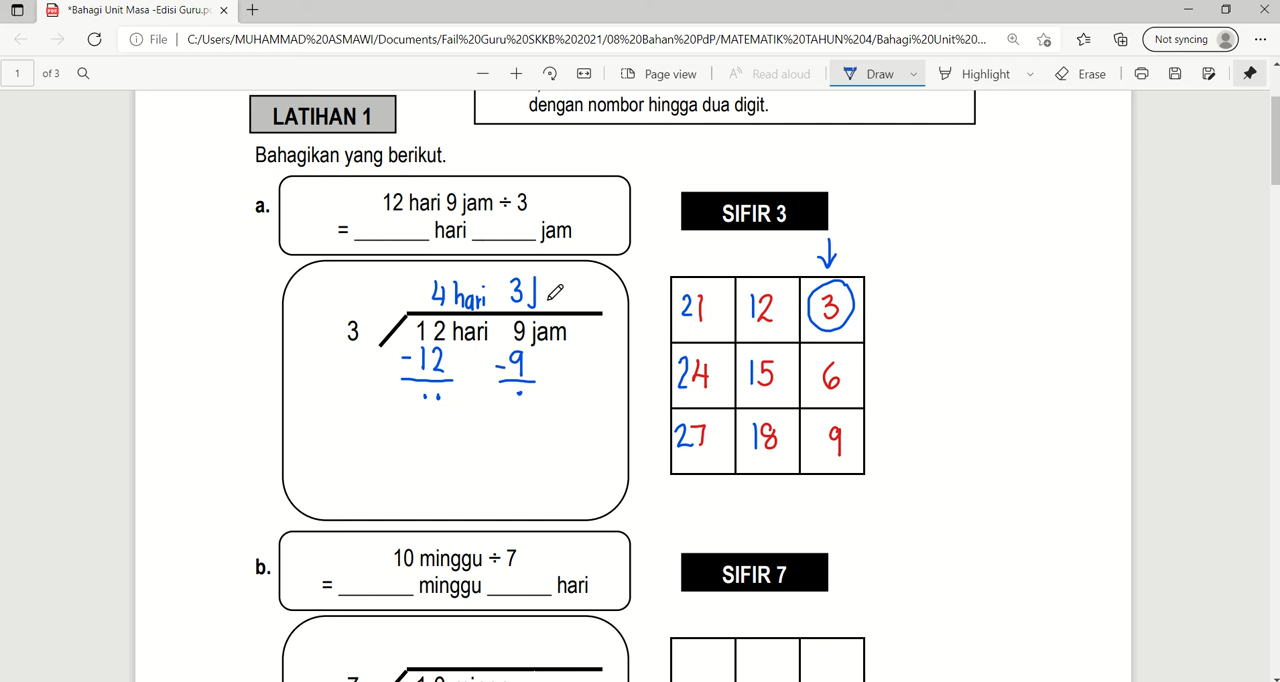 *Bahagi Unit Masa -Edisi Guru.p
File C:/Users/MUHAMMAD%20ASMAWI/Documents/Fail%20Guru%20SKKB%202021/08%20Bahan%20PdP/MATEMATIK%20TAHUN%204/Bahagi%20Unit%20... Not syncing
1 of 3 Page view Read aloud Draw Highlight Erase
dengan nombor hingga dua digit.
LATIHAN 1
Bahagikan yang berikut.
a. 12 hari 9 jam ÷ 3
= _______ hari ______ jam
SIFIR 3
4 hari 3 J
3 12 hari 9 jam
-12 -9
21 12 3
24 15 6
27 18 9
b. 10 minggu ÷ 7
= _______ minggu ______ hari
SIFIR 7